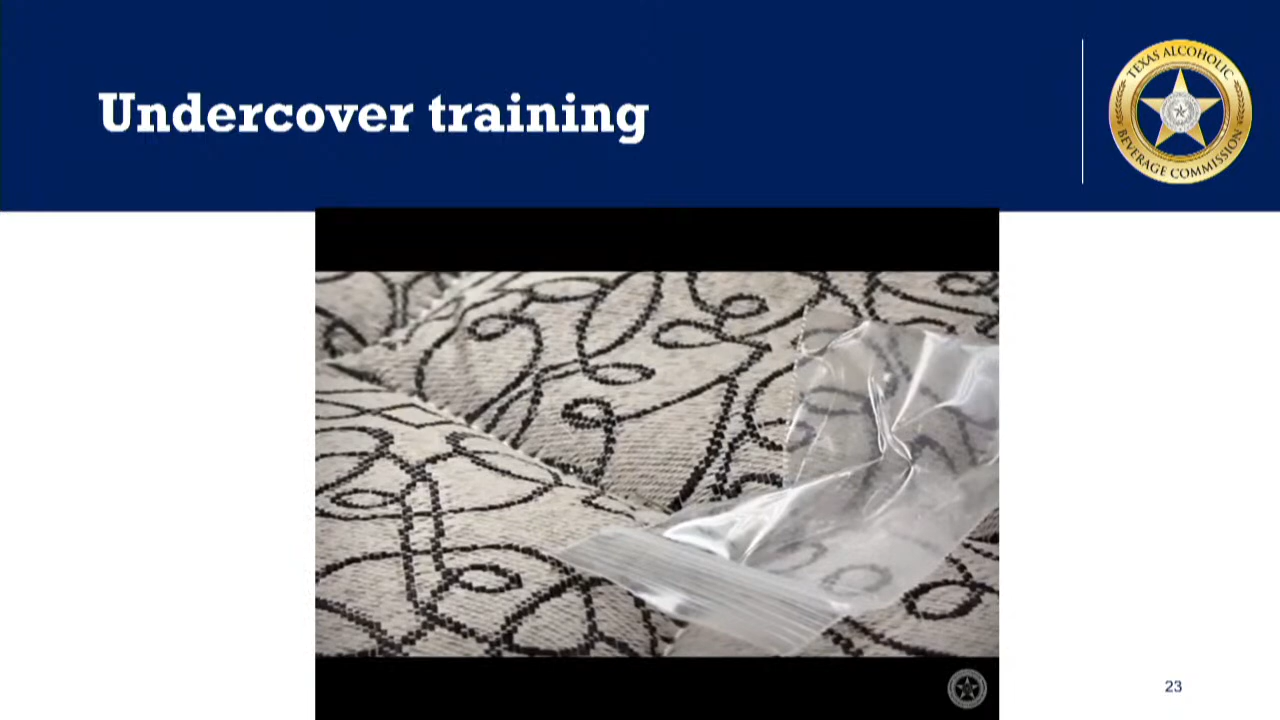 Undercover training
TEXAS ALCOHOLIC
BEVERAGE COMMISSION
23